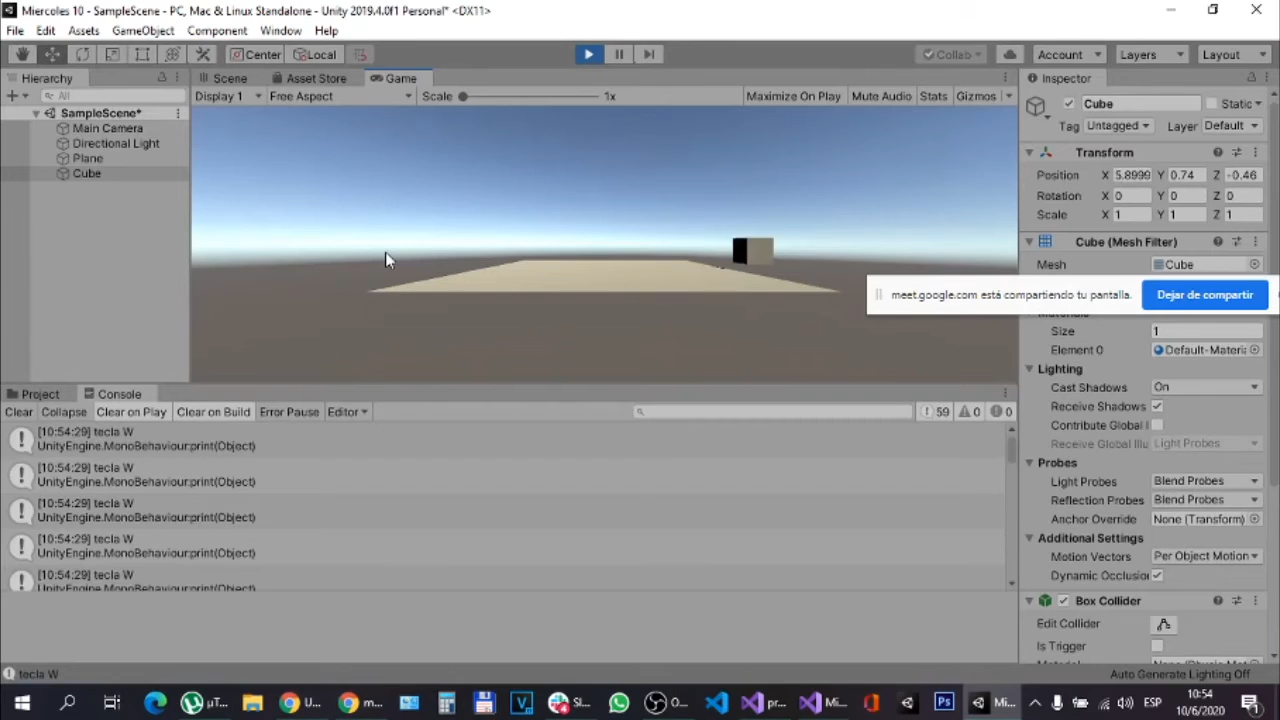 Miercoles 10 - SampleScene - PC, Mac & Linux Standalone - Unity 2019.4.0f1 Personal* <DX11>
File Edit Assets GameObject Component Window Help
Center Local Collab Account Layers Layout
Hierarchy Scene Asset Store Game Inspector
All Display 1 Free Aspect Scale 1x Maximize On Play Mute Audio Stats Gizmos
SampleScene*
Main Camera
Directional Light
Plane
Cube
Cube Static
Tag Untagged Layer Default
Transform
Position X 5.8999 Y 0.74 Z -0.46
Rotation X 0 Y 0 Z 0
Scale X 1 Y 1 Z 1
Cube (Mesh Filter)
Mesh Cube
meet.google.com está compartiendo tu pantalla. Dejar de compartir
Size 1
Element 0 Default-Materia
Lighting
Cast Shadows On
Receive Shadows
Contribute Global I
Receive Global Illu Light Probes
Probes
Light Probes Blend Probes
Reflection Probes Blend Probes
Anchor Override None (Transform)
Additional Settings
Motion Vectors Per Object Motion
Dynamic Occlusion
Box Collider
Edit Collider
Is Trigger
Project Console
Clear Collapse Clear on Play Clear on Build Error Pause Editor 59 0 0
[10:54:29] tecla W
UnityEngine.MonoBehaviour:print(Object)
[10:54:29] tecla W
UnityEngine.MonoBehaviour:print(Object)
[10:54:29] tecla W
UnityEngine.MonoBehaviour:print(Object)
[10:54:29] tecla W
UnityEngine.MonoBehaviour:print(Object)
[10:54:29] tecla W
UnityEngine.MonoBehaviour:print(Object)
tecla W
Auto Generate Lighting Off
µT... U... m... Sl... O... pr... Mi... Mi... ESP
10:54
10/6/2020